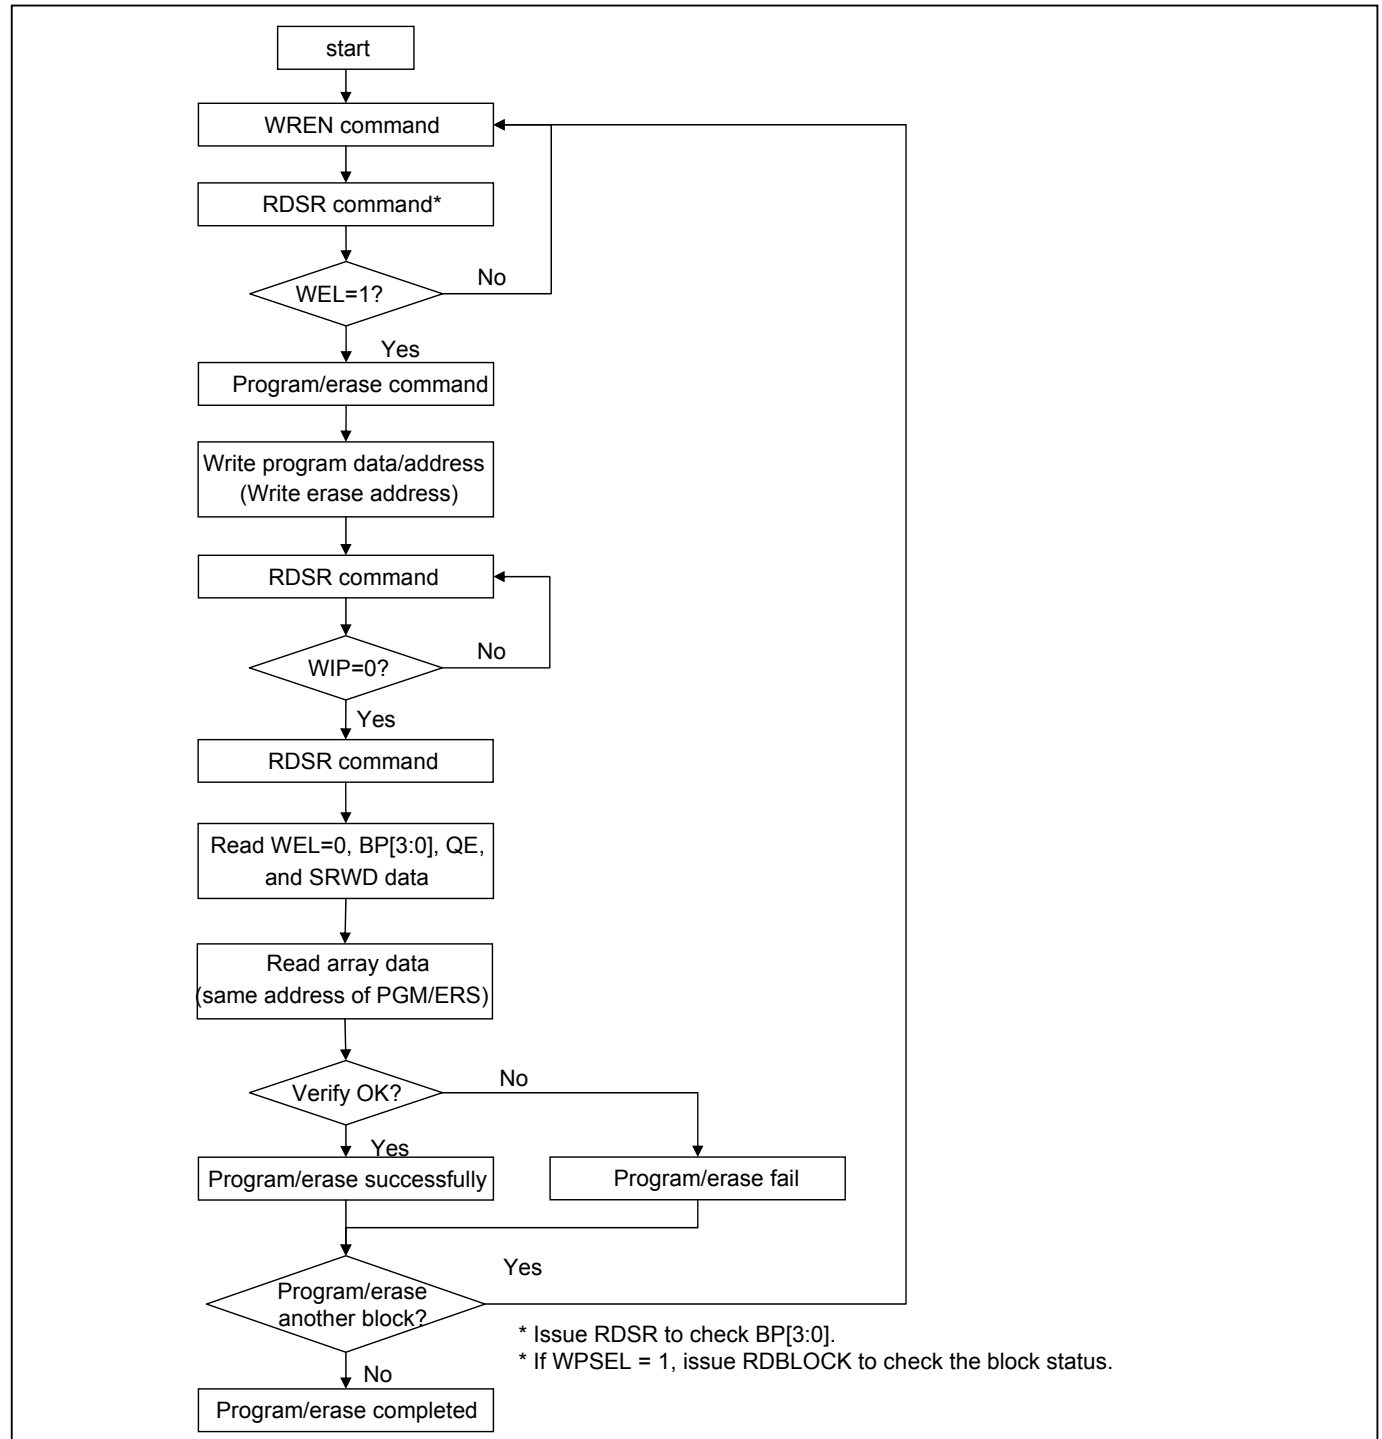 start
WREN command
RDSR command*
WEL=1?
No
Yes
Program/erase command
Write program data/address
(Write erase address)
RDSR command
WIP=0?
No
Yes
RDSR command
Read WEL=0, BP[3:0], QE,
and SRWD data
Read array data
(same address of PGM/ERS)
Verify OK?
No
Yes
Program/erase successfully
Program/erase fail
Yes
Program/erase
another block?
* Issue RDSR to check BP[3:0].
* If WPSEL = 1, issue RDBLOCK to check the block status.
No
Program/erase completed